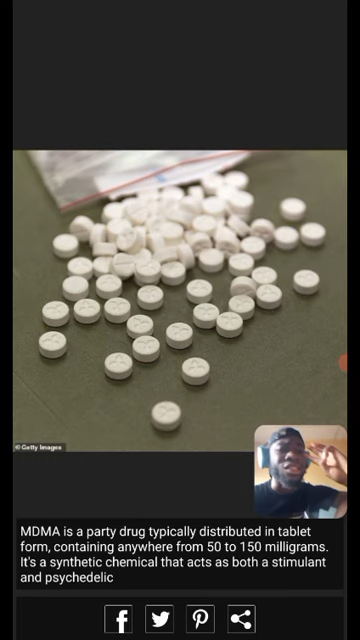 © Getty Images
MDMA is a party drug typically distributed in tablet
form, containing anywhere from 50 to 150 milligrams.
It's a synthetic chemical that acts as both a stimulant
and psychedelic